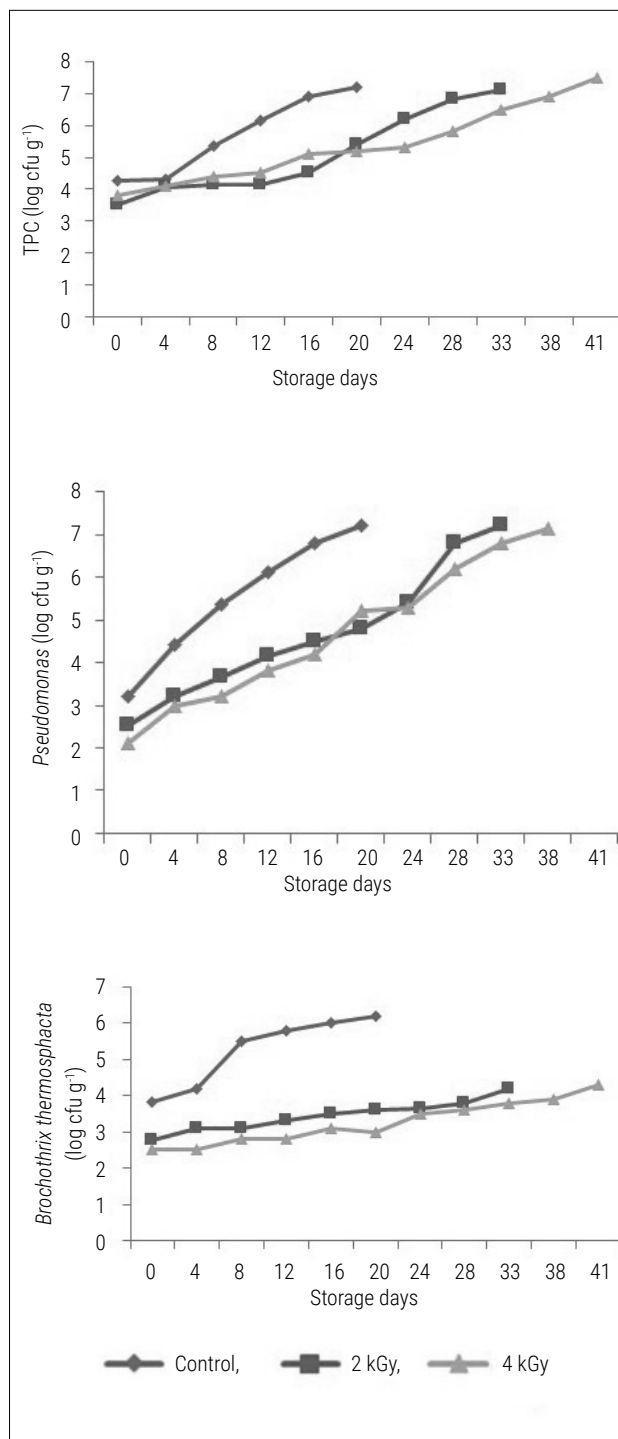 8
7
6
5
4
3
2
1
0
TPC (log cfu g-1)
0 4 8 12 16 20 24 28 33 38 41
Storage days
8
7
6
5
4
3
2
1
0
Pseudomonas (log cfu g-1)
0 4 8 12 16 20 24 28 33 38 41
Storage days
7
6
5
4
3
2
1
0
Brochothrix thermosphacta
(log cfu g-1)
0 4 8 12 16 20 24 28 33 38 41
Storage days
Control, 2 kGy, 4 kGy